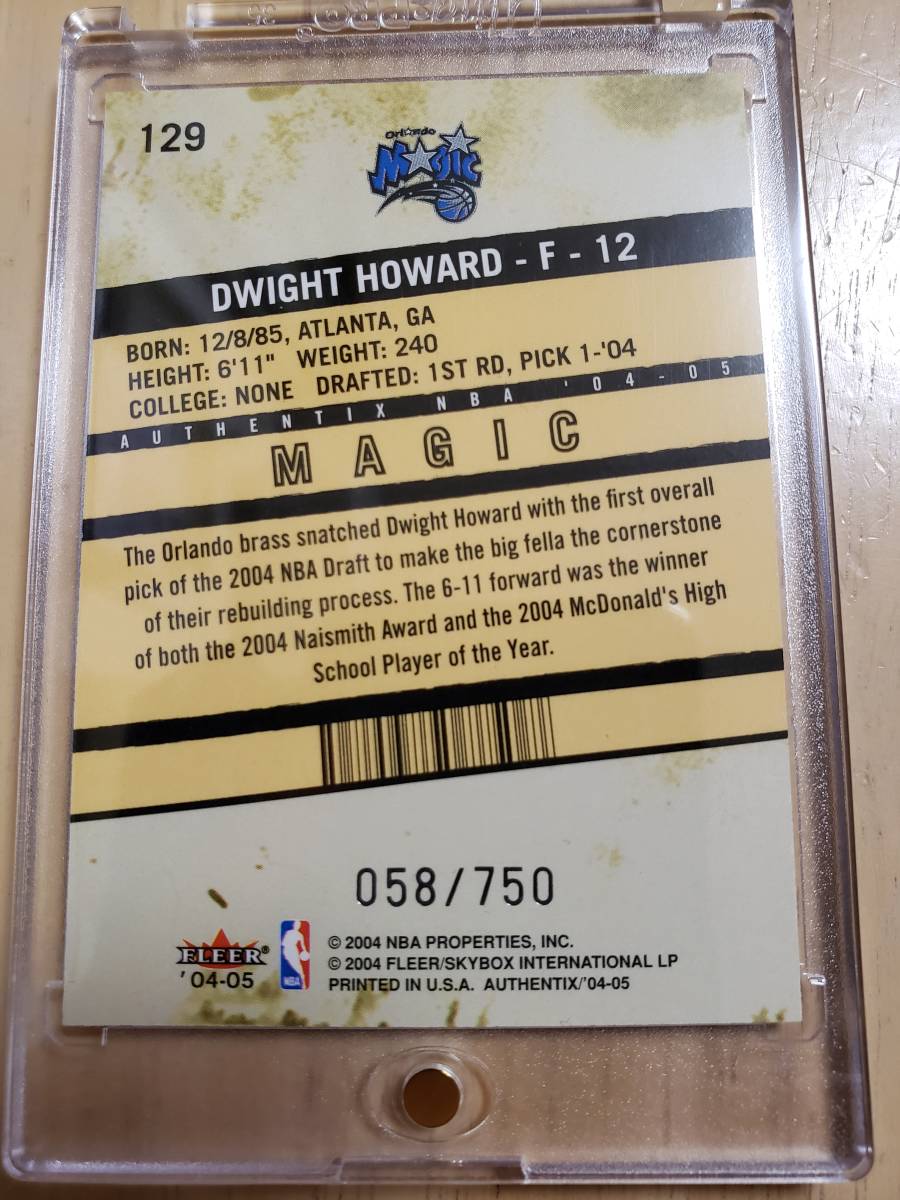 129
Orlando
Magic
DWIGHT HOWARD - F - 12
BORN: 12/8/85, ATLANTA, GA
HEIGHT: 6'11" WEIGHT: 240
COLLEGE: NONE DRAFTED: 1ST RD, PICK 1-'04
AUTHENTIX NBA '04-05
MAGIC
The Orlando brass snatched Dwight Howard with the first overall
pick of the 2004 NBA Draft to make the big fella the cornerstone
of their rebuilding process. The 6-11 forward was the winner
of both the 2004 Naismith Award and the 2004 McDonald's High
School Player of the Year.
058/750
FLEER®
'04-05
NBA
© 2004 NBA PROPERTIES, INC.
© 2004 FLEER/SKYBOX INTERNATIONAL LP
PRINTED IN U.S.A. AUTHENTIX/'04-05